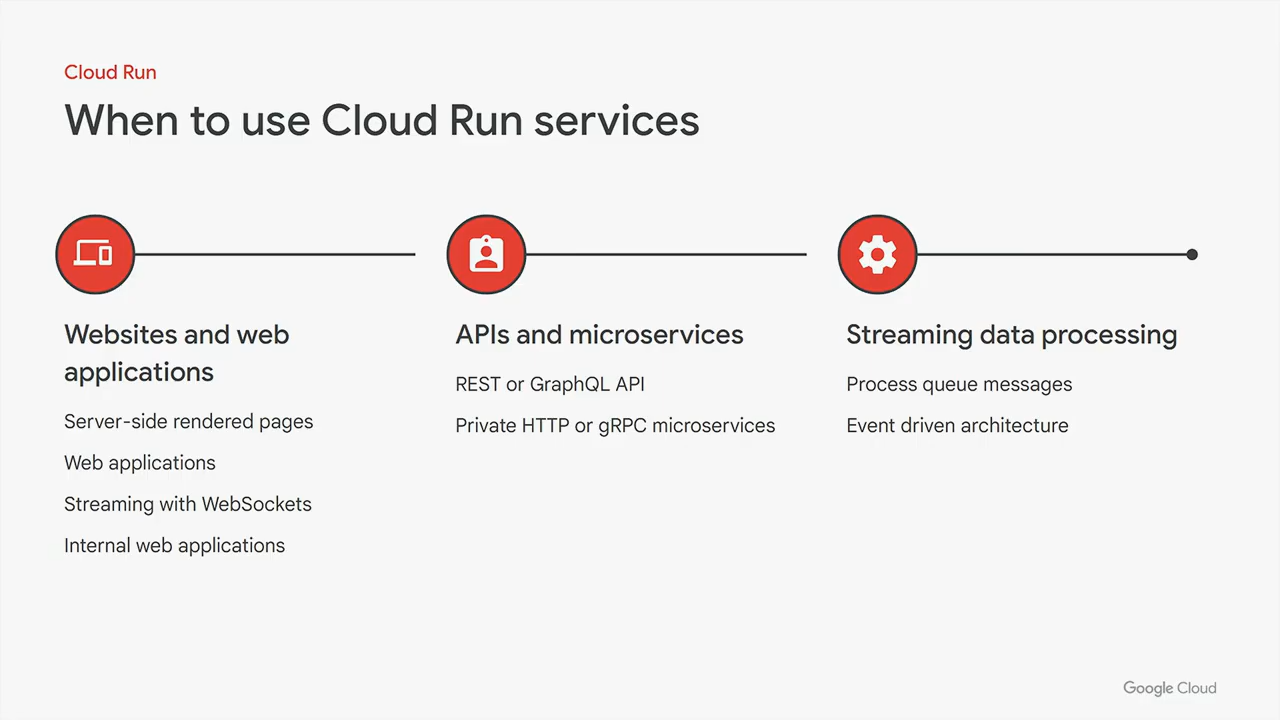 Cloud Run
When to use Cloud Run services
Websites and web
applications
Server-side rendered pages
Web applications
Streaming with WebSockets
Internal web applications
APIs and microservices
REST or GraphQL API
Private HTTP or gRPC microservices
Streaming data processing
Process queue messages
Event driven architecture
Google Cloud